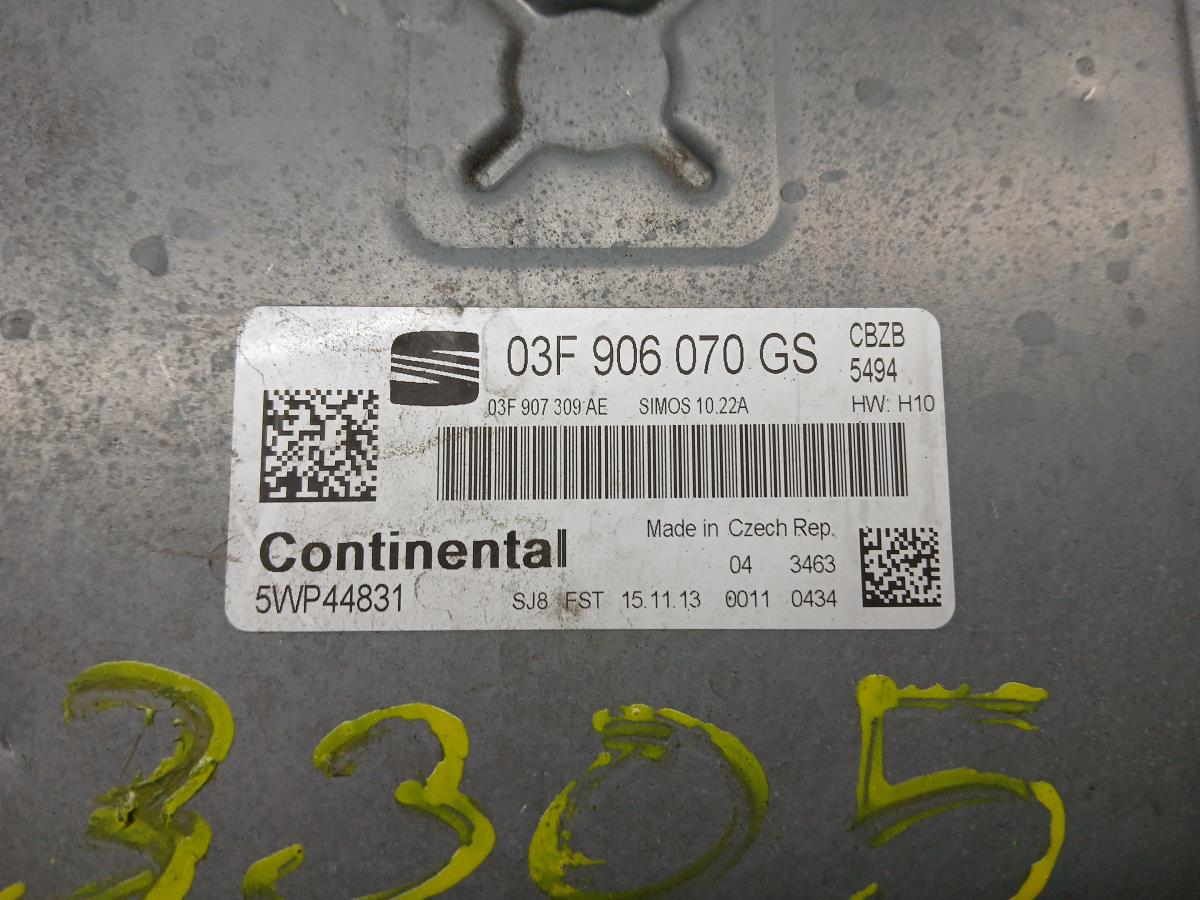 03F 906 070 GS
CBZB
5494
03F 907 309 AE SIMOS 10.22A HW: H10
Continental
Made in Czech Rep.
04 3463
5WP44831
SJ8 FST 15.11.13 0011 0434
3305